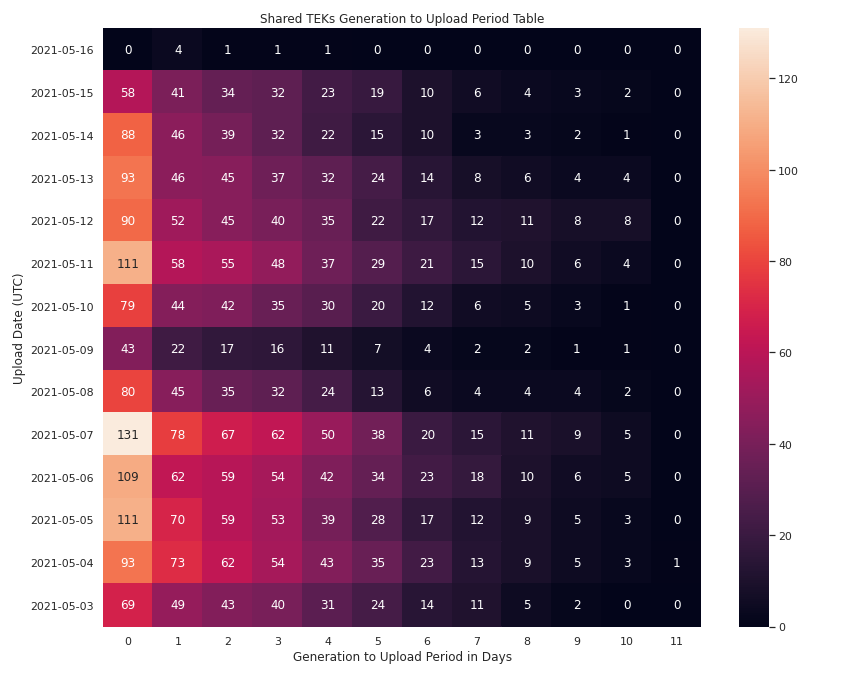 Shared TEKs Generation to Upload Period Table
2021-05-16 0 4 1 1 1 0 0 0 0 0 0 0
2021-05-15 58 41 34 32 23 19 10 6 4 3 2 0
2021-05-14 88 46 39 32 22 15 10 3 3 2 1 0
2021-05-13 93 46 45 37 32 24 14 8 6 4 4 0
2021-05-12 90 52 45 40 35 22 17 12 11 8 8 0
2021-05-11 111 58 55 48 37 29 21 15 10 6 4 0
2021-05-10 79 44 42 35 30 20 12 6 5 3 1 0
2021-05-09 43 22 17 16 11 7 4 2 2 1 1 0
2021-05-08 80 45 35 32 24 13 6 4 4 4 2 0
2021-05-07 131 78 67 62 50 38 20 15 11 9 5 0
2021-05-06 109 62 59 54 42 34 23 18 10 6 5 0
2021-05-05 111 70 59 53 39 28 17 12 9 5 3 0
2021-05-04 93 73 62 54 43 35 23 13 9 5 3 1
2021-05-03 69 49 43 40 31 24 14 11 5 2 0 0
0 1 2 3 4 5 6 7 8 9 10 11
Generation to Upload Period in Days
Upload Date (UTC)
120
100
80
60
40
20
0